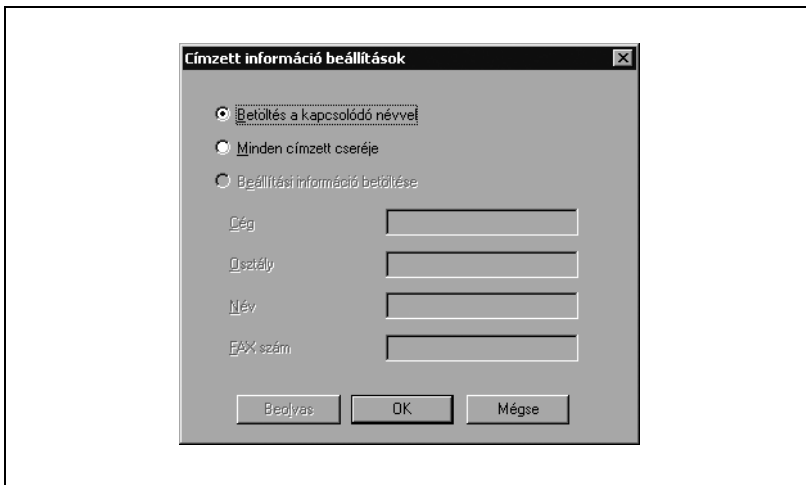 Címzett információ beállítások
Betöltés a kapcsolódó névvel
Minden címzett cseréje
Beállítási információ betöltése
Cég
Osztály
Név
FAX szám
Beolvas OK Mégse